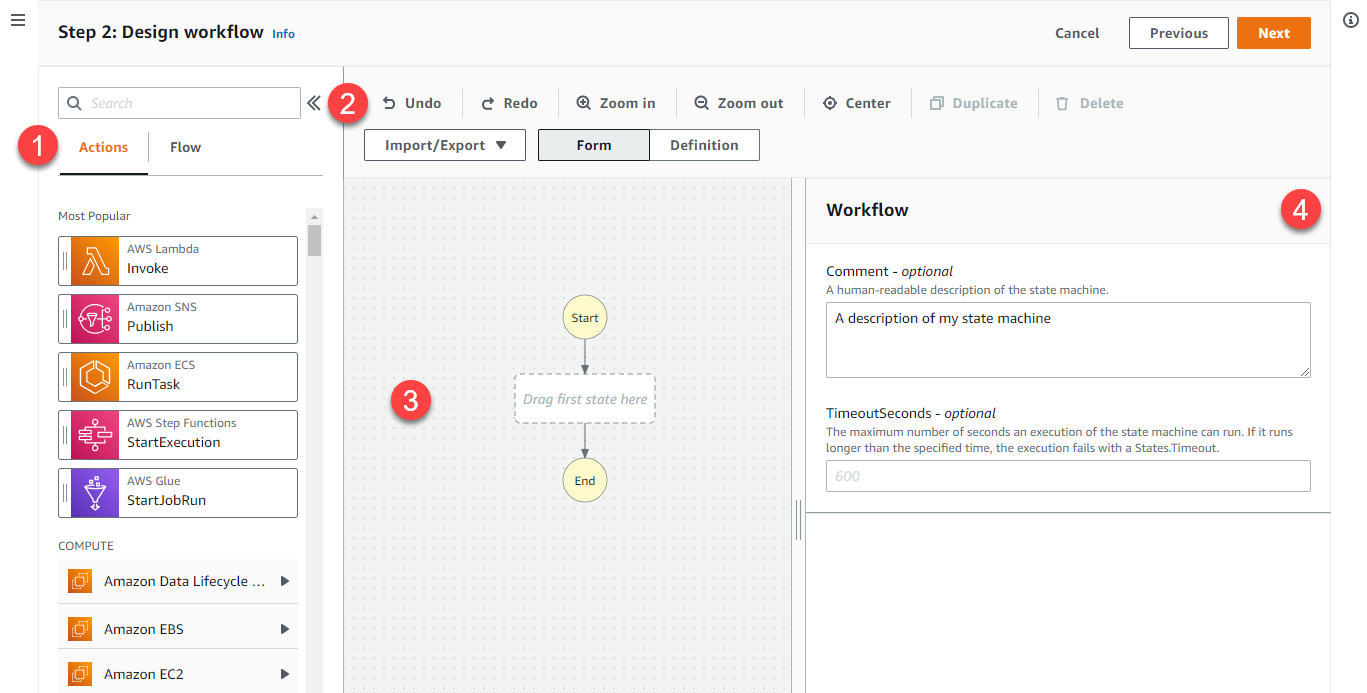 Step 2: Design workflow Info
Cancel
Previous
Next
Search
2
Undo
Redo
Zoom in
Zoom out
Center
Duplicate
Delete
1
Actions
Flow
Import/Export
Form
Definition
Most Popular
AWS Lambda
Invoke
Amazon SNS
Publish
Amazon ECS
RunTask
AWS Step Functions
StartExecution
AWS Glue
StartJobRun
COMPUTE
Amazon Data Lifecycle ...
Amazon EBS
Amazon EC2
Start
3
Drag first state here
End
Workflow
4
Comment - optional
A human-readable description of the state machine.
A description of my state machine
TimeoutSeconds - optional
The maximum number of seconds an execution of the state machine can run. If it runs
longer than the specified time, the execution fails with a States.Timeout.
600